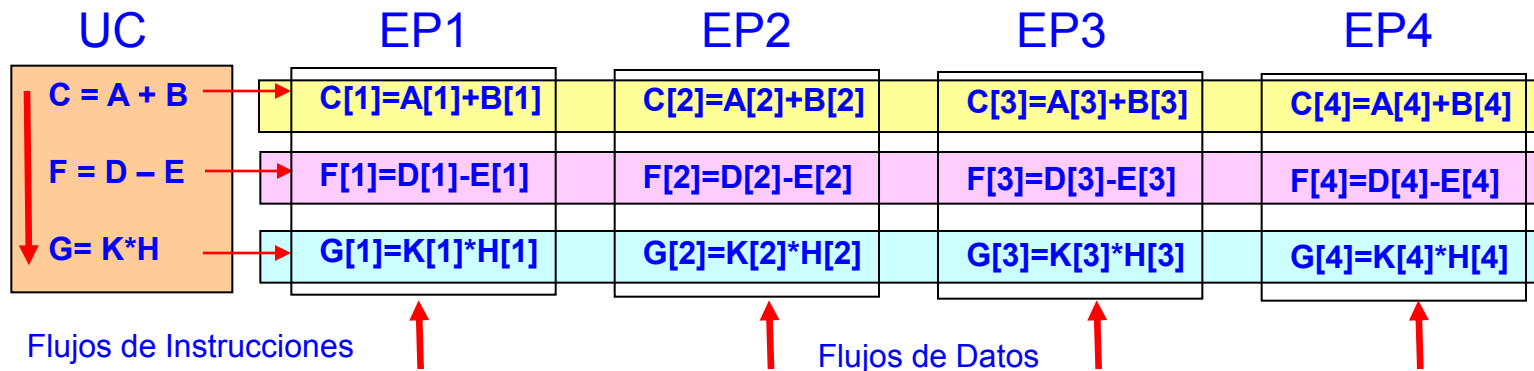 UC EP1 EP2 EP3 EP4
C = A + B C[1]=A[1]+B[1] C[2]=A[2]+B[2] C[3]=A[3]+B[3] C[4]=A[4]+B[4]
F = D – E F[1]=D[1]-E[1] F[2]=D[2]-E[2] F[3]=D[3]-E[3] F[4]=D[4]-E[4]
G= K*H G[1]=K[1]*H[1] G[2]=K[2]*H[2] G[3]=K[3]*H[3] G[4]=K[4]*H[4]
Flujos de Instrucciones Flujos de Datos